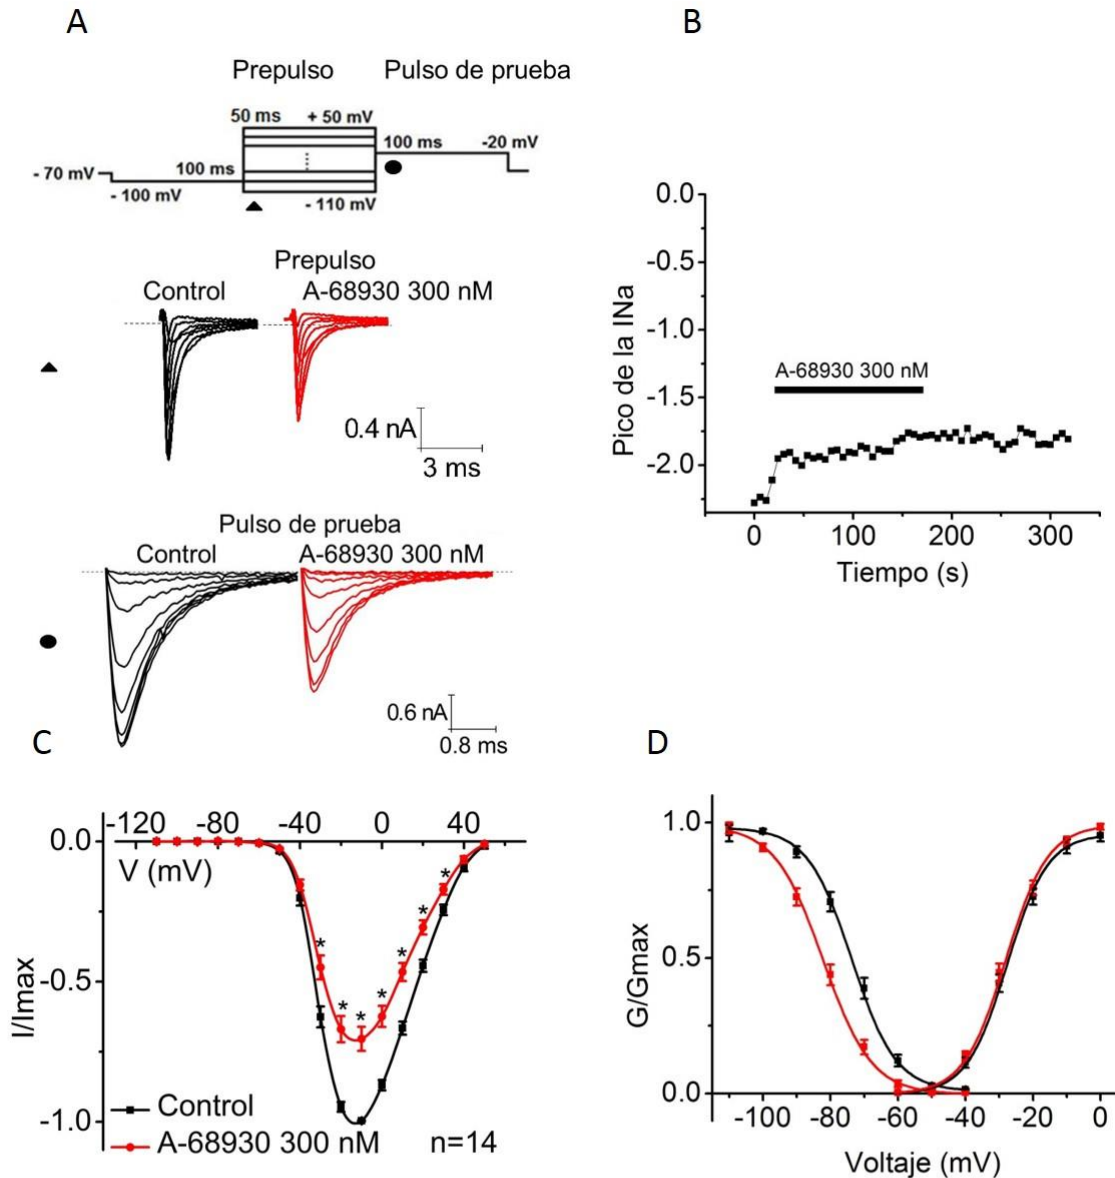 A
B
Prepulso
Pulso de prueba
50 ms
+ 50 mV
100 ms
-20 mV
- 70 mV
100 ms
- 100 mV
- 110 mV
Prepulso
Control
A-68930 300 nM
0.4 nA
3 ms
Pulso de prueba
Control
A-68930 300 nM
0.6 nA
0.8 ms
0.0
-0.5
-1.0
-1.5
-2.0
Pico de la INa
A-68930 300 nM
0
100
200
300
Tiempo (s)
C
D
-120
-80
-40
0
40
V (mV)
0.0
-0.5
-1.0
I/Imax
* * * * * * *
Control
A-68930 300 nM
n=14
1.0
0.5
0.0
G/Gmax
-100
-80
-60
-40
-20
0
Voltaje (mV)